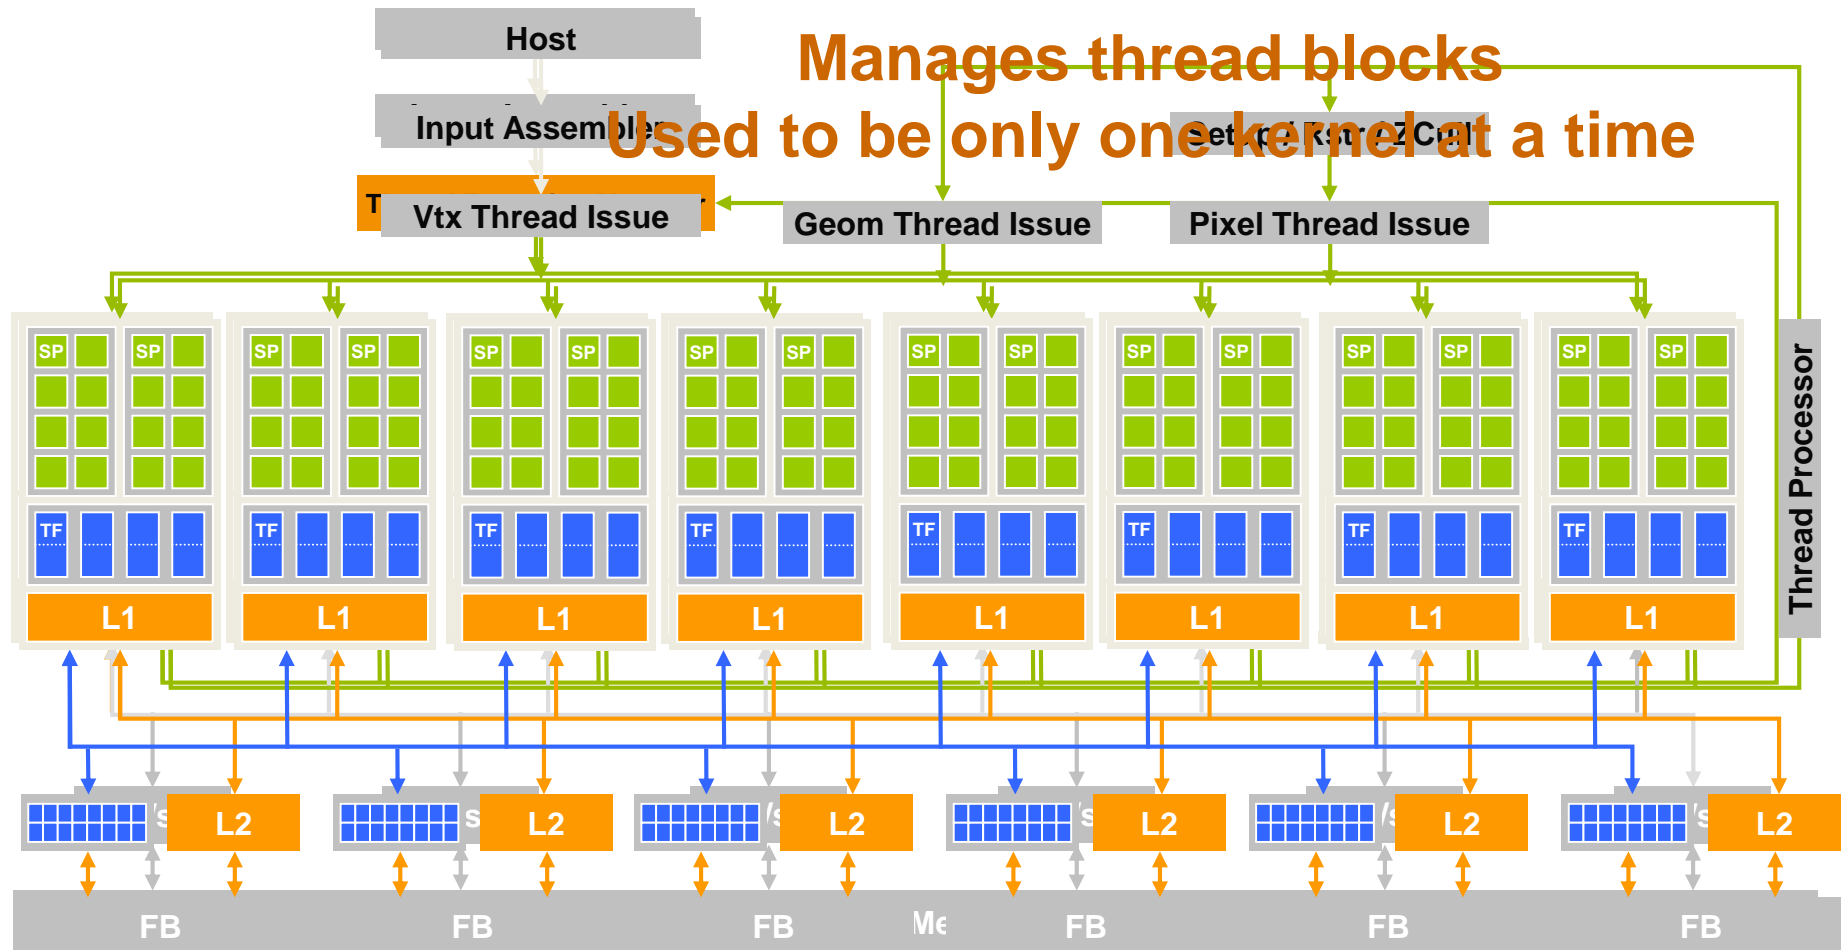 Host
Manages thread blocks
Input Assembler
Used to be only one kernel at a time
Setup / Rstr / ZCull
Vtx Thread Issue
Geom Thread Issue
Pixel Thread Issue
Thread Processor
SP SP SP SP SP SP SP SP SP SP SP SP SP SP SP SP
TF TF TF TF TF TF TF TF
L1 L1 L1 L1 L1 L1 L1 L1
L2 L2 L2 L2 L2 L2
FB FB FB FB FB FB